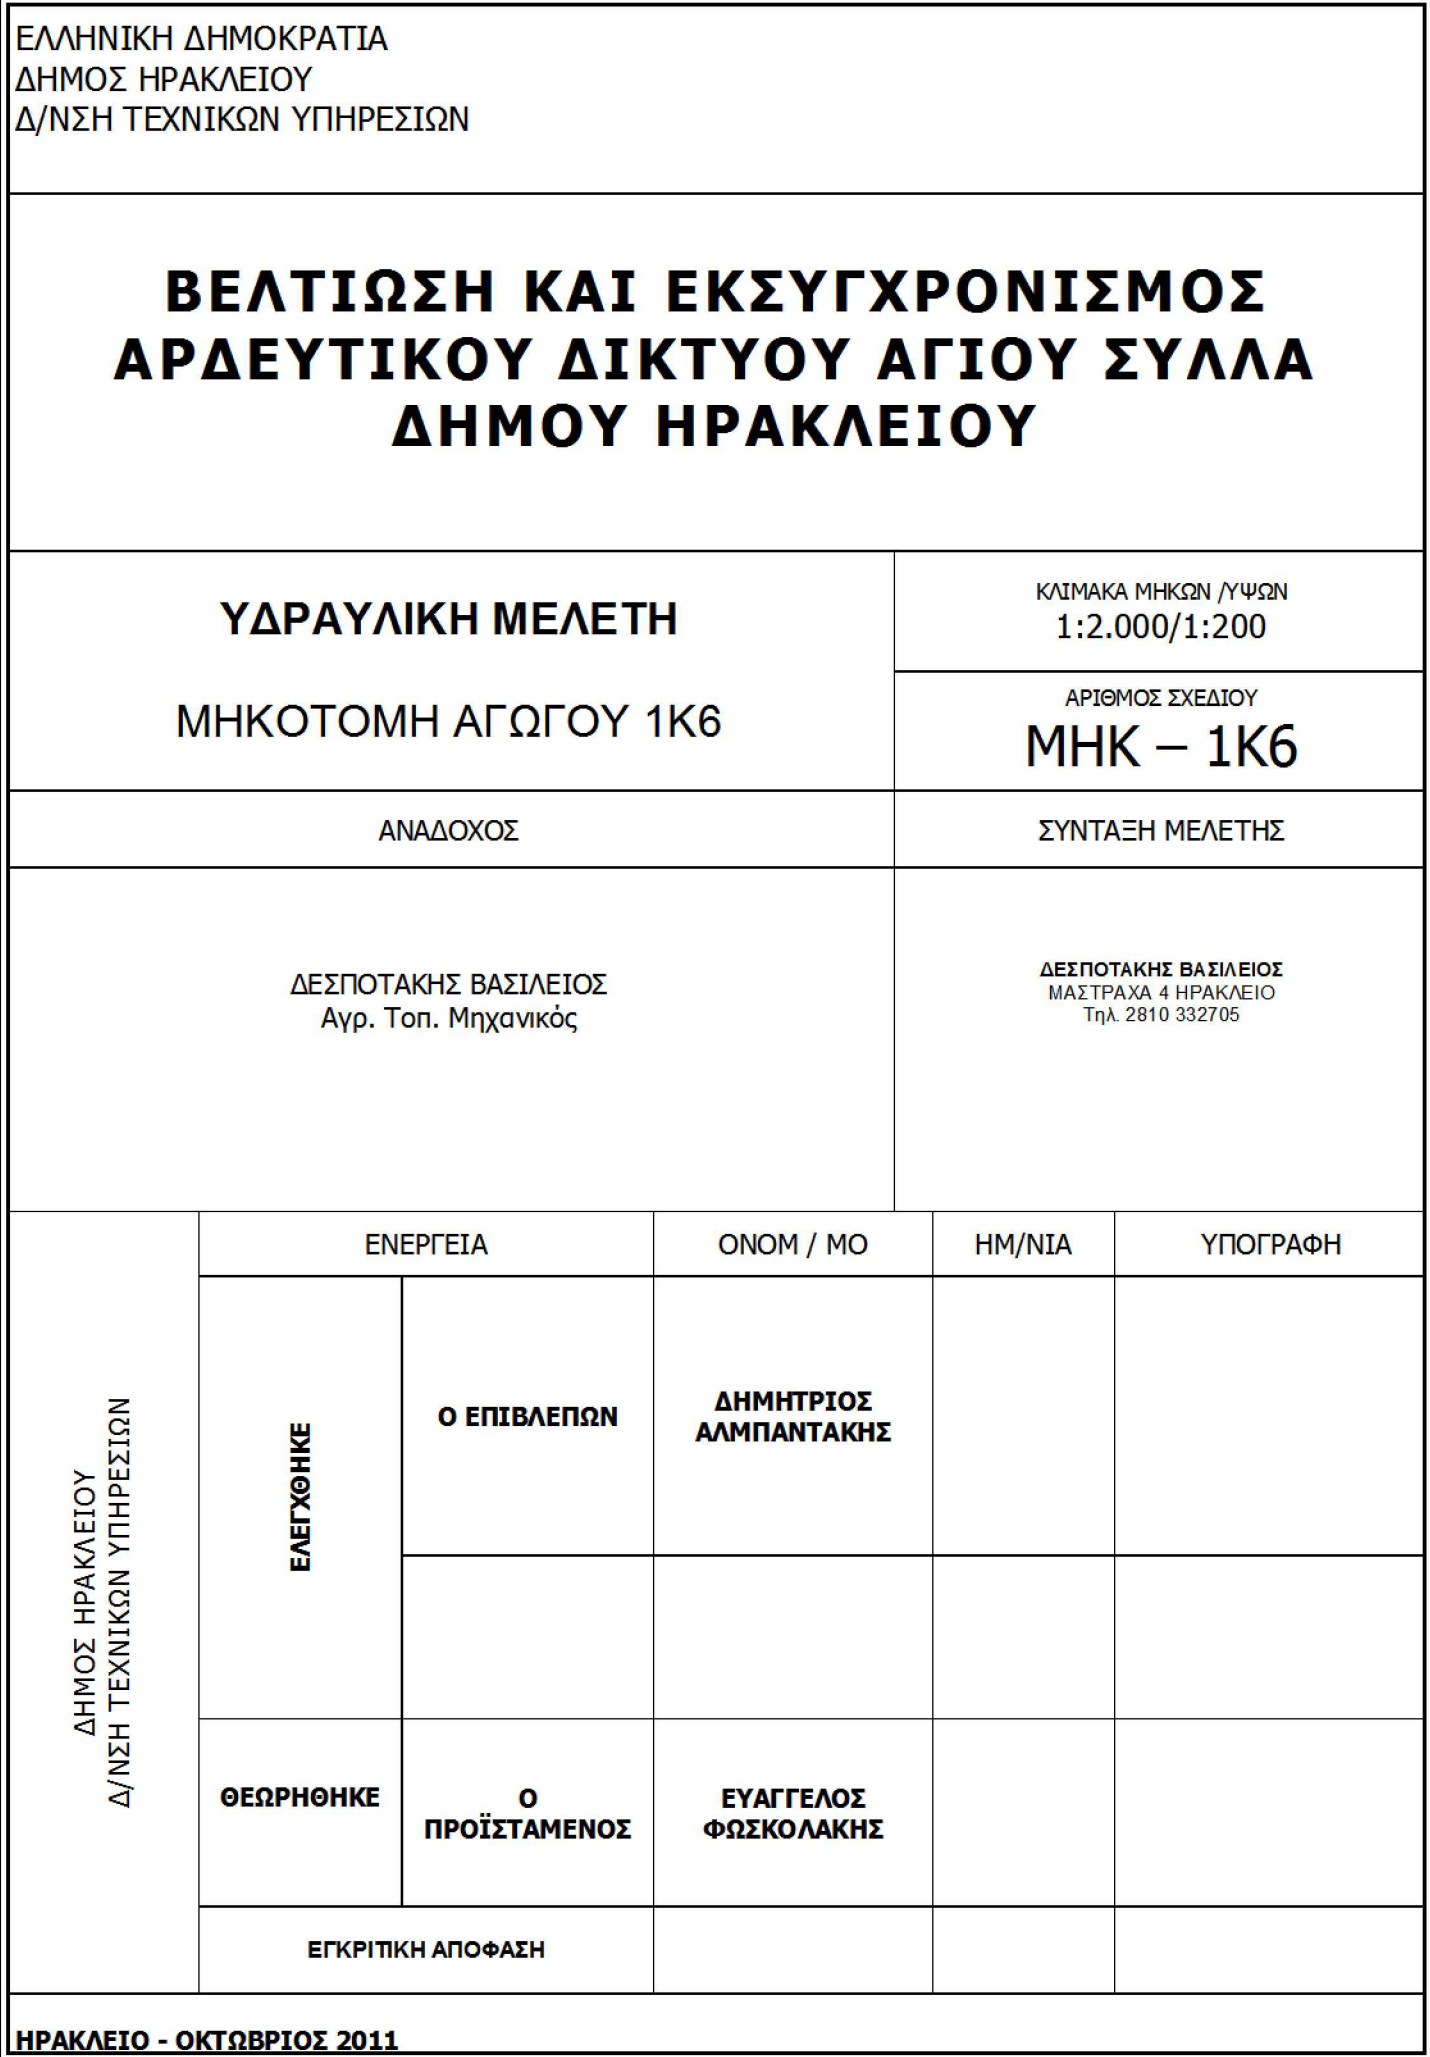 ΕΛΛΗΝΙΚΗ ΔΗΜΟΚΡΑΤΙΑ
ΔΗΜΟΣ ΗΡΑΚΛΕΙΟΥ
Δ/ΝΣΗ ΤΕΧΝΙΚΩΝ ΥΠΗΡΕΣΙΩΝ
ΒΕΛΤΙΩΣΗ ΚΑΙ ΕΚΣΥΓΧΡΟΝΙΣΜΟΣ
ΑΡΔΕΥΤΙΚΟΥ ΔΙΚΤΥΟΥ ΑΓΙΟΥ ΣΥΛΛΑ
ΔΗΜΟΥ ΗΡΑΚΛΕΙΟΥ
ΥΔΡΑΥΛΙΚΗ ΜΕΛΕΤΗ
ΜΗΚΟΤΟΜΗ ΑΓΩΓΟΥ 1Κ6
ΚΛΙΜΑΚΑ ΜΗΚΩΝ /ΥΨΩΝ
1:2.000/1:200
ΑΡΙΘΜΟΣ ΣΧΕΔΙΟΥ
ΜΗΚ – 1Κ6
ΑΝΑΔΟΧΟΣ
ΣΥΝΤΑΞΗ ΜΕΛΕΤΗΣ
ΔΕΣΠΟΤΑΚΗΣ ΒΑΣΙΛΕΙΟΣ
Αγρ. Τοπ. Μηχανικός
ΔΕΣΠΟΤΑΚΗΣ ΒΑΣΙΛΕΙΟΣ
ΜΑΣΤΡΑΧΑ 4 ΗΡΑΚΛΕΙΟ
Τηλ. 2810 332705
ΔΗΜΟΣ ΗΡΑΚΛΕΙΟΥ
Δ/ΝΣΗ ΤΕΧΝΙΚΩΝ ΥΠΗΡΕΣΙΩΝ
ΕΝΕΡΓΕΙΑ
ΟΝΟΜ / ΜΟ
ΗΜ/ΝΙΑ
ΥΠΟΓΡΑΦΗ
ΕΛΕΓΧΘΗΚΕ
Ο ΕΠΙΒΛΕΠΩΝ
ΔΗΜΗΤΡΙΟΣ
ΑΛΜΠΑΝΤΑΚΗΣ
ΘΕΩΡΗΘΗΚΕ
Ο
ΠΡΟΪΣΤΑΜΕΝΟΣ
ΕΥΑΓΓΕΛΟΣ
ΦΩΣΚΟΛΑΚΗΣ
ΕΓΚΡΙΤΙΚΗ ΑΠΟΦΑΣΗ
ΗΡΑΚΛΕΙΟ - ΟΚΤΩΒΡΙΟΣ 2011